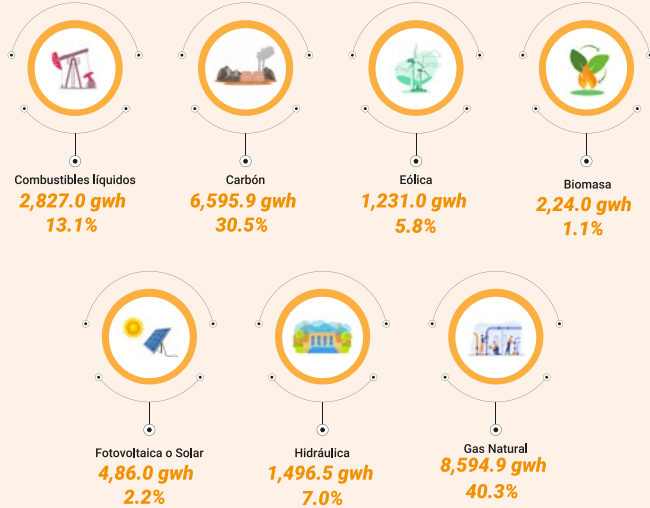 Combustibles líquidos
2,827.0 gwh
13.1%
Carbón
6,595.9 gwh
30.5%
Eólica
1,231.0 gwh
5.8%
Biomasa
2,24.0 gwh
1.1%
Fotovoltaica o Solar
4,86.0 gwh
2.2%
Hidráulica
1,496.5 gwh
7.0%
Gas Natural
8,594.9 gwh
40.3%